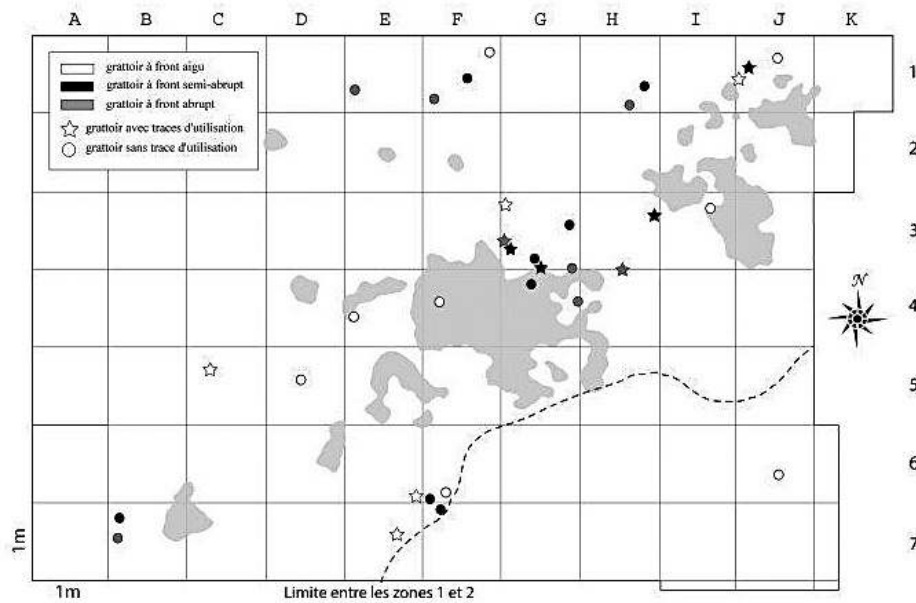 A B C D E F G H I J K
grattoir à front aigu
grattoir à front semi-abrupt
grattoir à front abrupt
grattoir avec traces d'utilisation
grattoir sans trace d'utilisation
1
2
3
N
4
5
6
7
1m
1m
Limite entre les zones 1 et 2